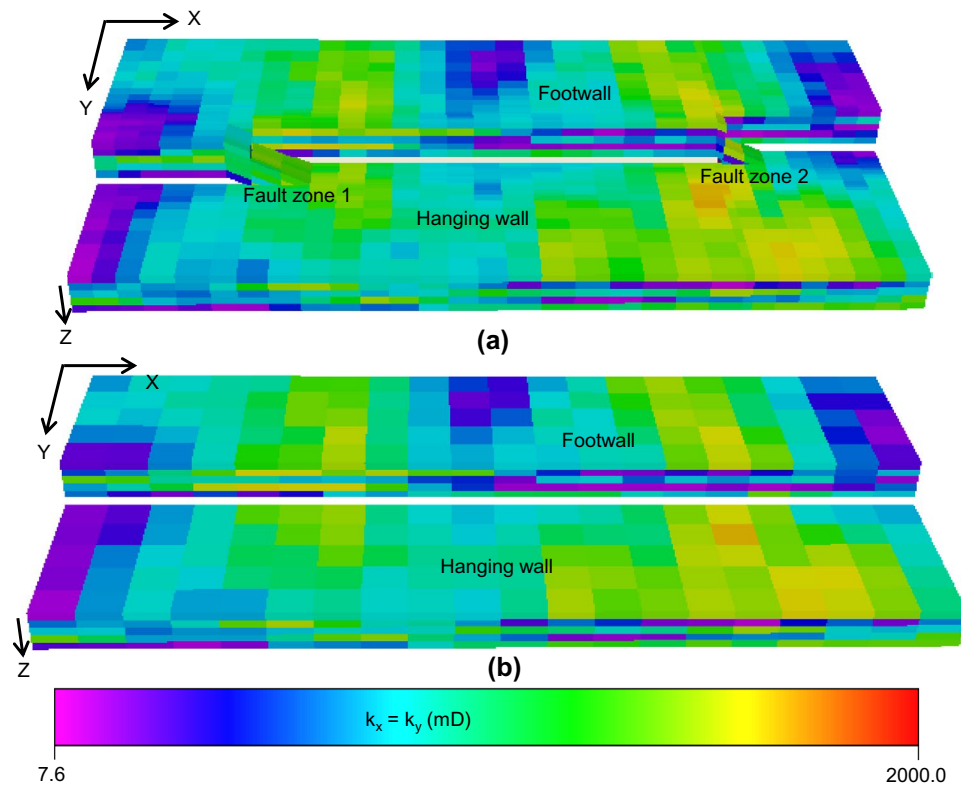 X
Y
Footwall
Fault zone 1
Fault zone 2
Hanging wall
Z
(a)
X
Y
Footwall
Hanging wall
Z
(b)
kx = ky (mD)
7.6
2000.0